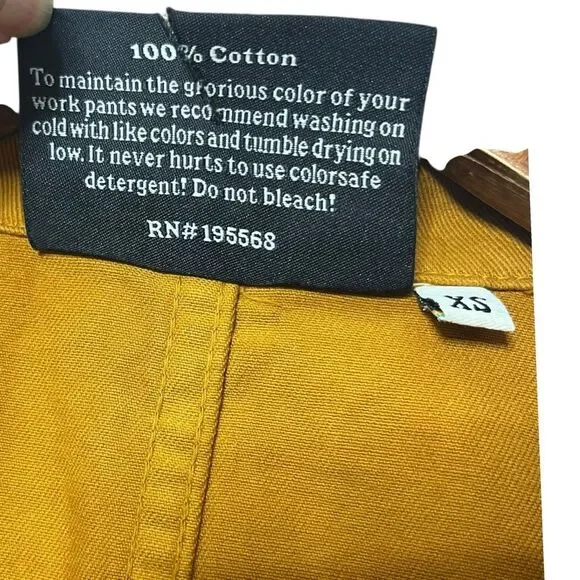 100% Cotton
To maintain the glorious color of your
work pants we recommend washing on
cold with like colors and tumble drying on
low. It never hurts to use colorsafe
detergent! Do not bleach!
RN# 195568
XS